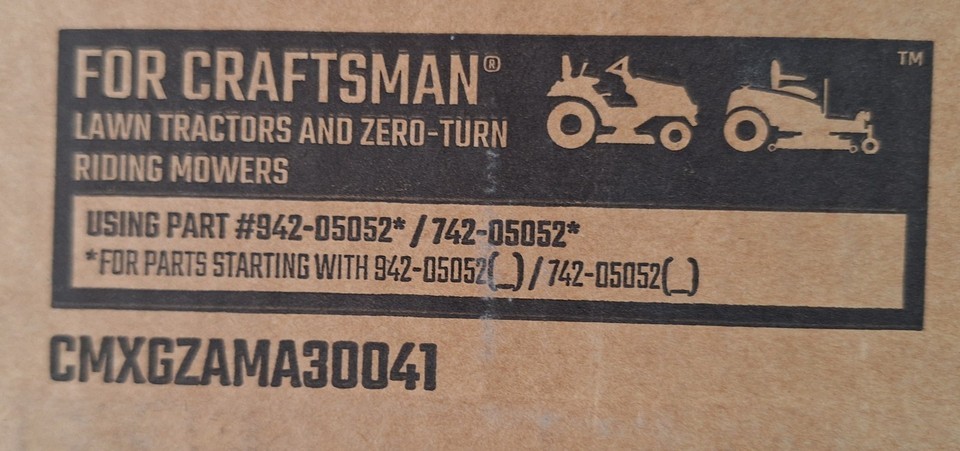 FOR CRAFTSMAN®
™
LAWN TRACTORS AND ZERO-TURN
RIDING MOWERS
USING PART #942-05052* / 742-05052*
*FOR PARTS STARTING WITH 942-05052(_) / 742-05052(_)
CMXGZAMA30041